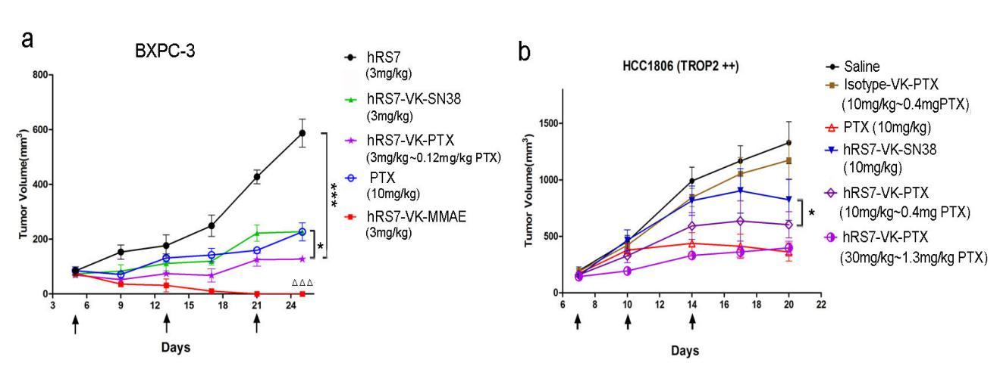 a
BXPC-3
Tumor Volume(mm3)
800
600
400
200
0
3 6 9 12 13 15 18 21 24
Days
***
*
ΔΔΔ
hRS7
(3mg/kg)
hRS7-VK-SN38
(3mg/kg)
hRS7-VK-PTX
(3mg/kg~0.12mg/kg PTX)
PTX
(10mg/kg)
hRS7-VK-MMAE
(3mg/kg)
b
HCC1806 (TROP2 ++)
Tumor Volume(mm3)
1500
1000
500
0
6 8 10 12 14 16 18 20 22
Days
*
Saline
Isotype-VK-PTX
(10mg/kg~0.4mgPTX)
PTX (10mg/kg)
hRS7-VK-SN38
(10mg/kg)
hRS7-VK-PTX
(10mg/kg~0.4mg PTX)
hRS7-VK-PTX
(30mg/kg~1.3mg/kg PTX)